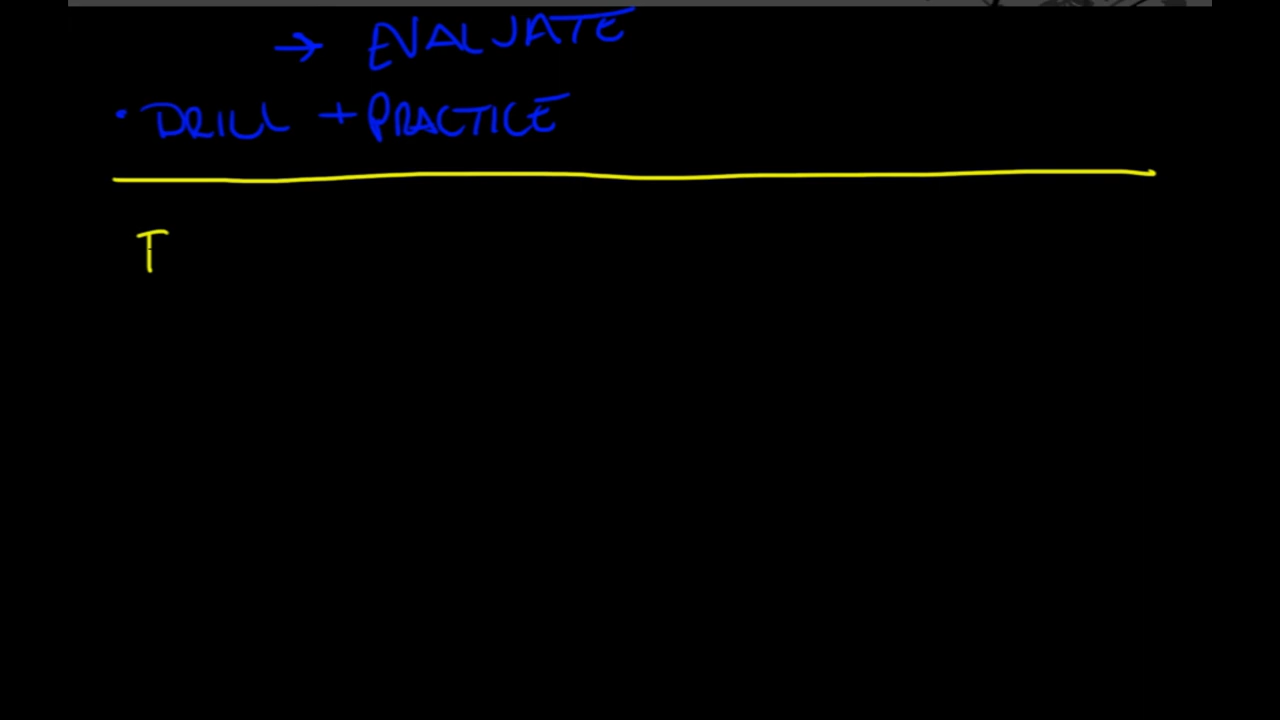 → EVALUATE
• DRILL + PRACTICE
T